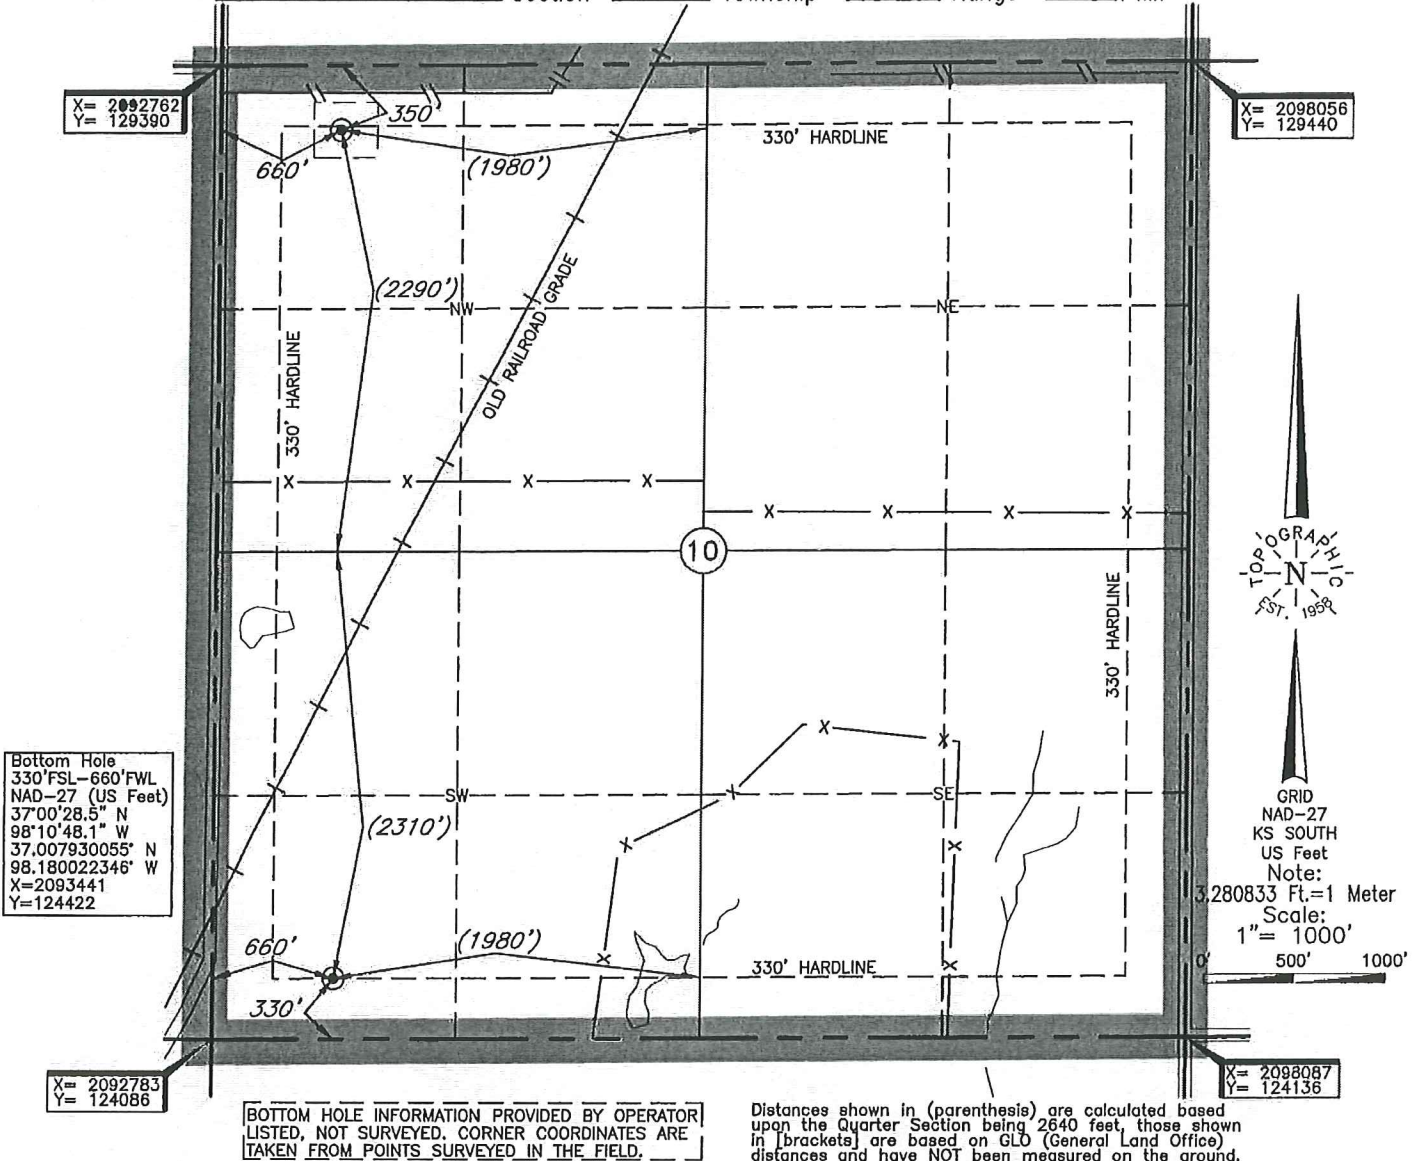 X= 2092762
Y= 129390
350'
660'
(1980')
330' HARDLINE
X= 2098056
Y= 129440
(2290')
NW
NE
OLD RAILROAD GRADE
330' HARDLINE
X X X X
X X X X
10
TOPOGRAPHIC
N
EST. 1958
330' HARDLINE
X X
Bottom Hole
330'FSL-660'FWL
NAD-27 (US Feet)
37°00'28.5" N
98°10'48.1" W
37.007930055° N
98.180022346° W
X=2093441
Y=124422
SW
SE
(2310')
X X
GRID
NAD-27
KS SOUTH
US Feet
Note:
3.280833 Ft.=1 Meter
Scale:
1"= 1000'
0' 500' 1000'
660'
(1980')
X X
330' HARDLINE
330'
X= 2092783
Y= 124086
X= 2098087
Y= 124136
BOTTOM HOLE INFORMATION PROVIDED BY OPERATOR
LISTED, NOT SURVEYED. CORNER COORDINATES ARE
TAKEN FROM POINTS SURVEYED IN THE FIELD.
Distances shown in (parenthesis) are calculated based
upon the Quarter Section being 2640 feet, those shown
in [brackets] are based on GLO (General Land Office)
distances and have NOT been measured on the ground.